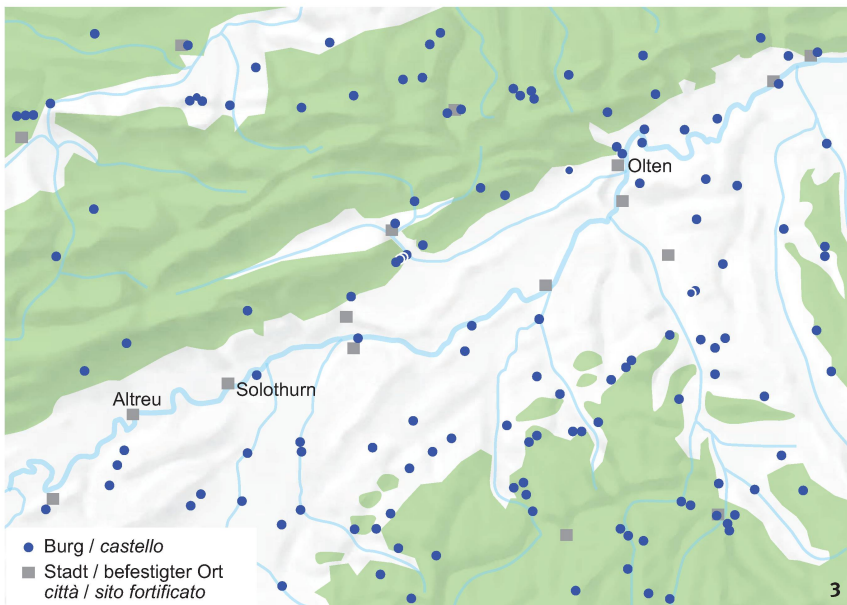 Olten
Solothurn
Altreu
Burg / castello
Stadt / befestigter Ort
città / sito fortificato
3